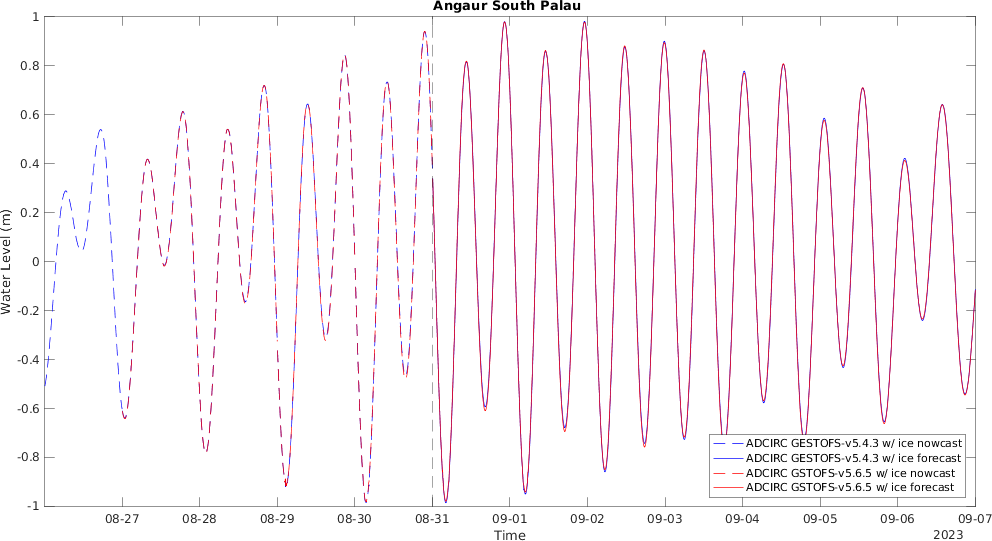 Angaur South Palau
Water Level (m)
1
0.8
0.6
0.4
0.2
0
-0.2
-0.4
-0.6
-0.8
-1
ADCIRC GESTOFS-v5.4.3 w/ ice nowcast
ADCIRC GESTOFS-v5.4.3 w/ ice forecast
ADCIRC GSTOFS-v5.6.5 w/ ice nowcast
ADCIRC GSTOFS-v5.6.5 w/ ice forecast
08-27 08-28 08-29 08-30 08-31 09-01 09-02 09-03 09-04 09-05 09-06 09-07
Time
2023